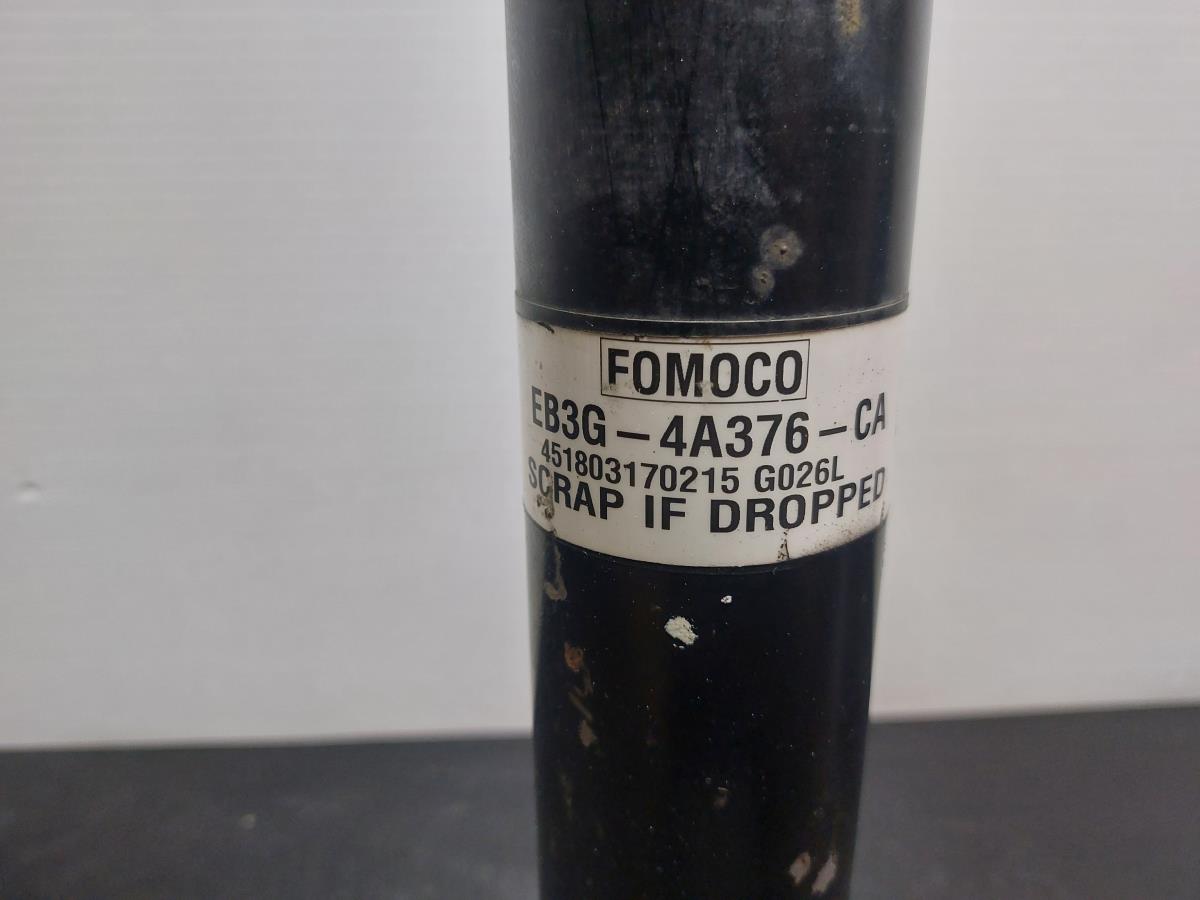 FOMOCO
EB3G-4A376-CA
451803170215 G026L
SCRAP IF DROPPED